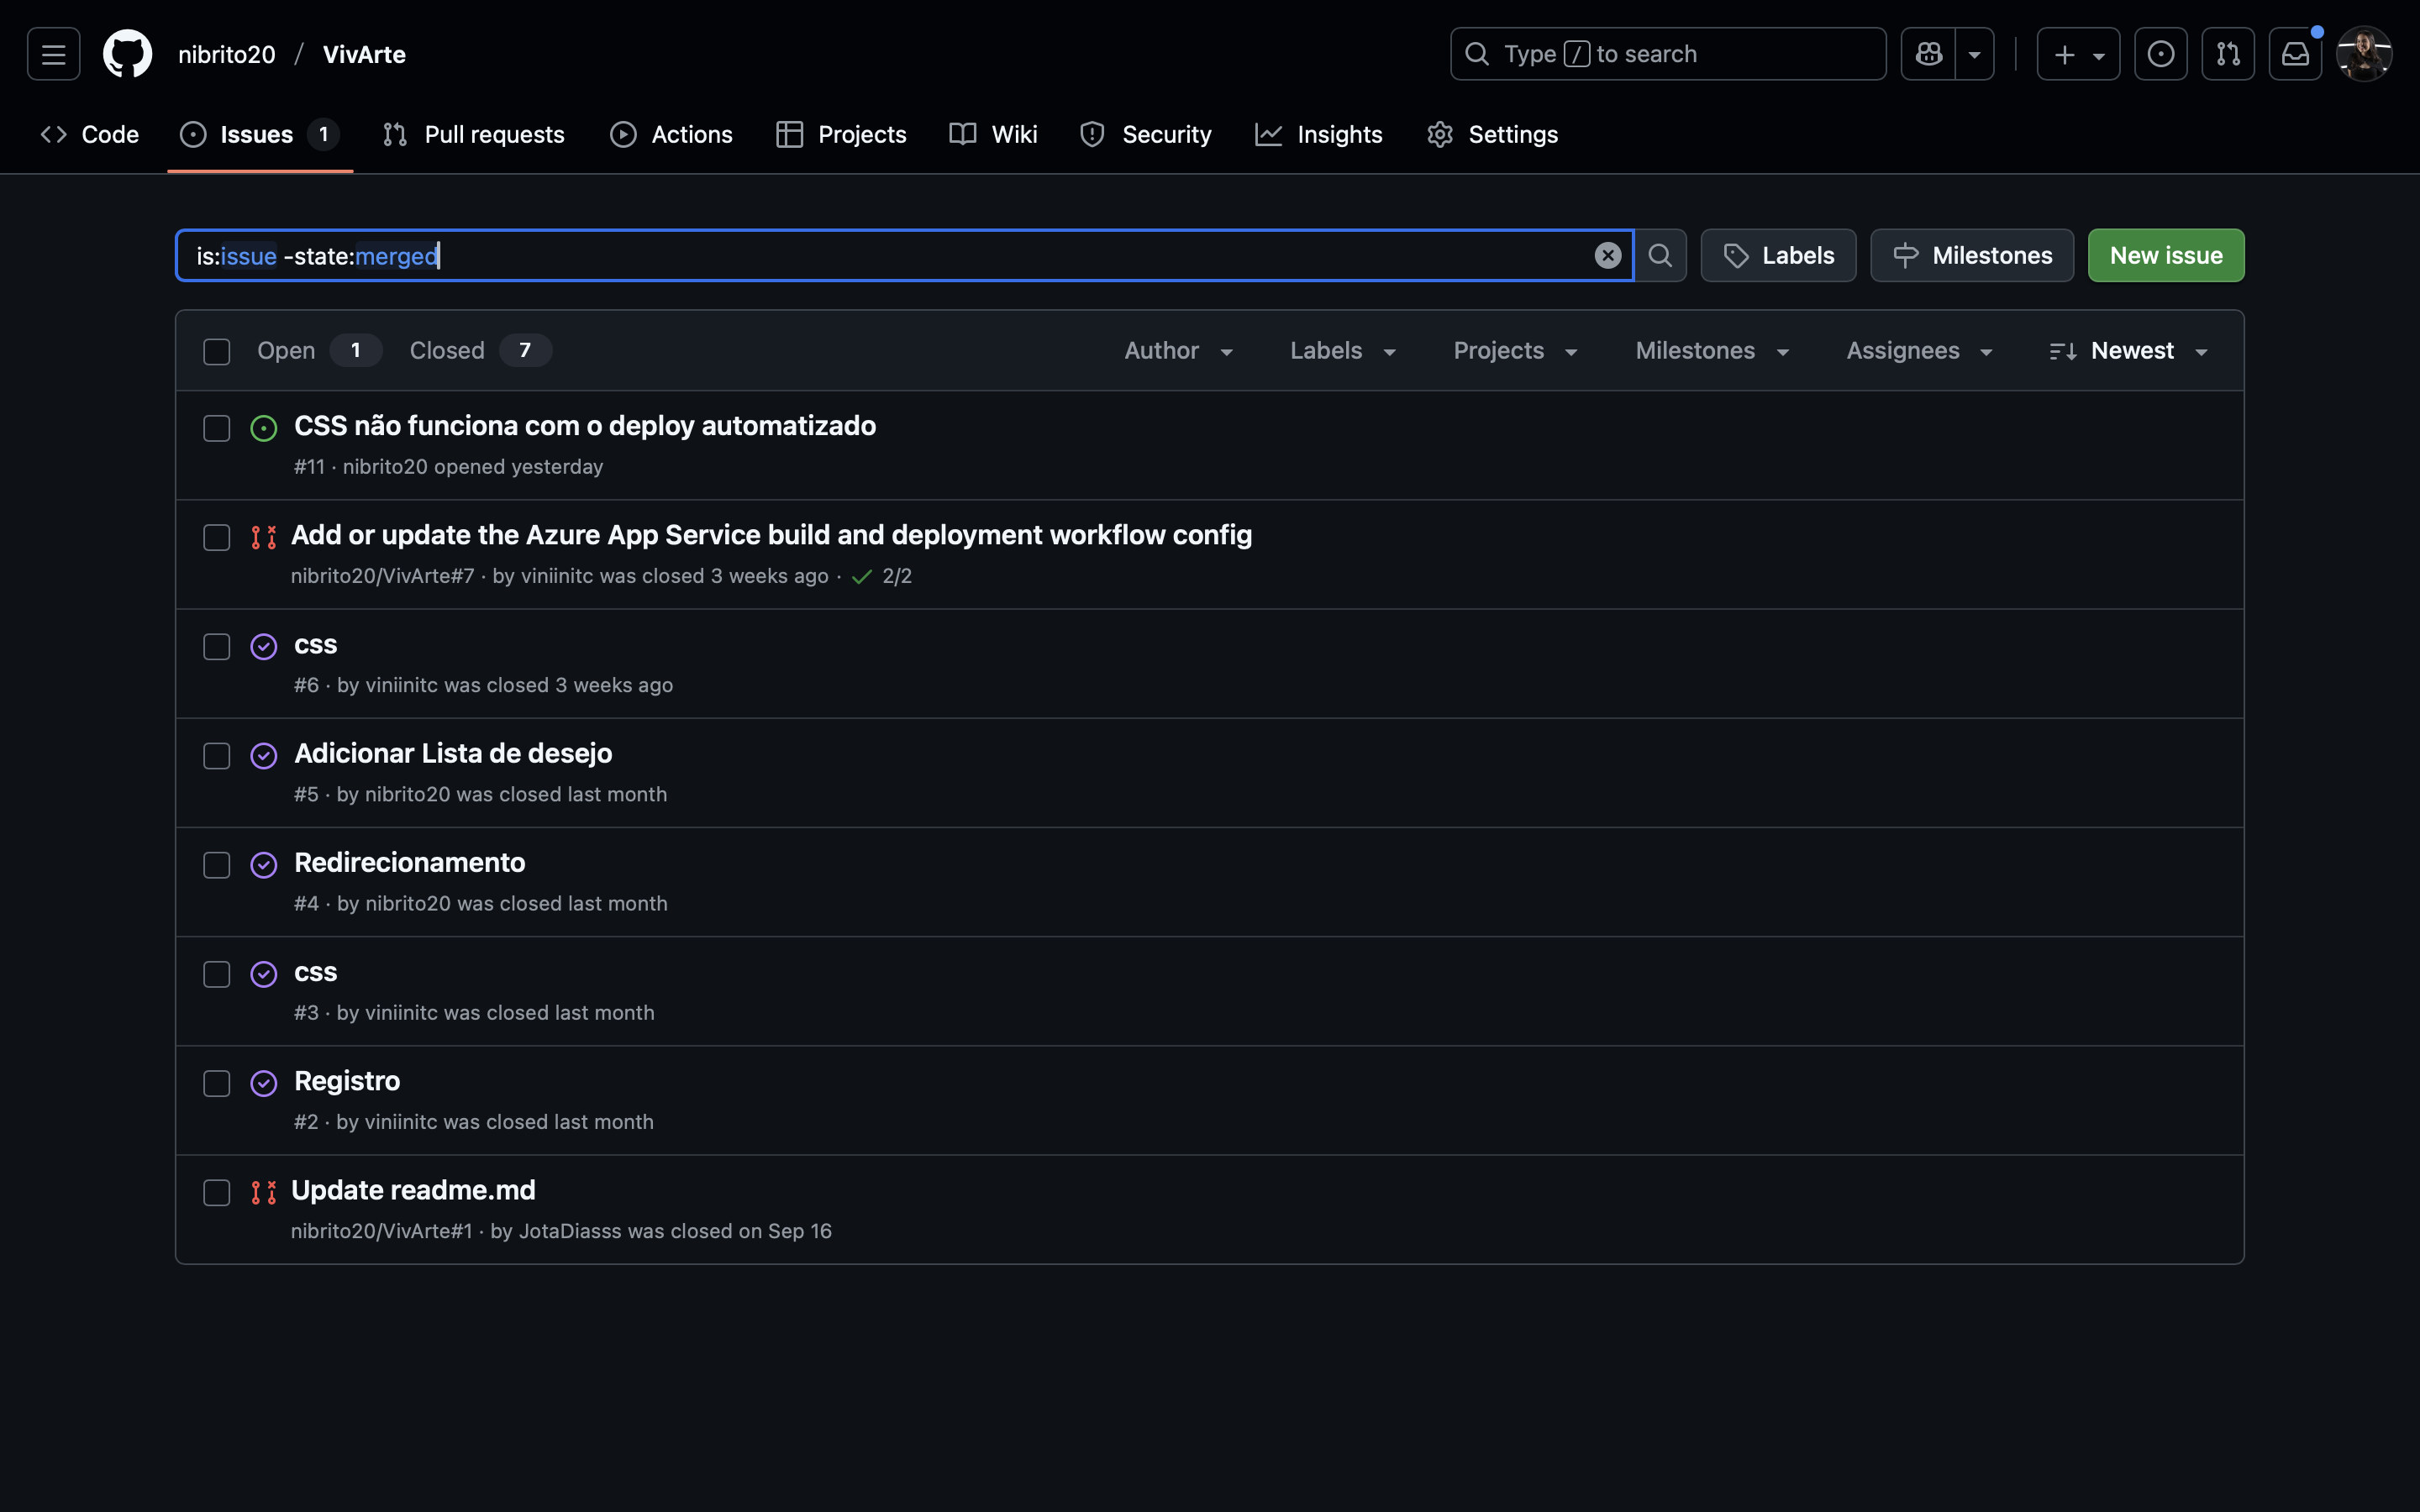 nibrito20 / VivArte
Type / to search
Code
Issues 1
Pull requests
Actions
Projects
Wiki
Security
Insights
Settings
is:issue -state:merged
Labels
Milestones
New issue
Open 1 Closed 7
Author Labels Projects Milestones Assignees Newest
CSS não funciona com o deploy automatizado
#11 · nibrito20 opened yesterday
Add or update the Azure App Service build and deployment workflow config
nibrito20/VivArte#7 · by viniinitc was closed 3 weeks ago · 2/2
css
#6 · by viniinitc was closed 3 weeks ago
Adicionar Lista de desejo
#5 · by nibrito20 was closed last month
Redirecionamento
#4 · by nibrito20 was closed last month
css
#3 · by viniinitc was closed last month
Registro
#2 · by viniinitc was closed last month
Update readme.md
nibrito20/VivArte#1 · by JotaDiasss was closed on Sep 16